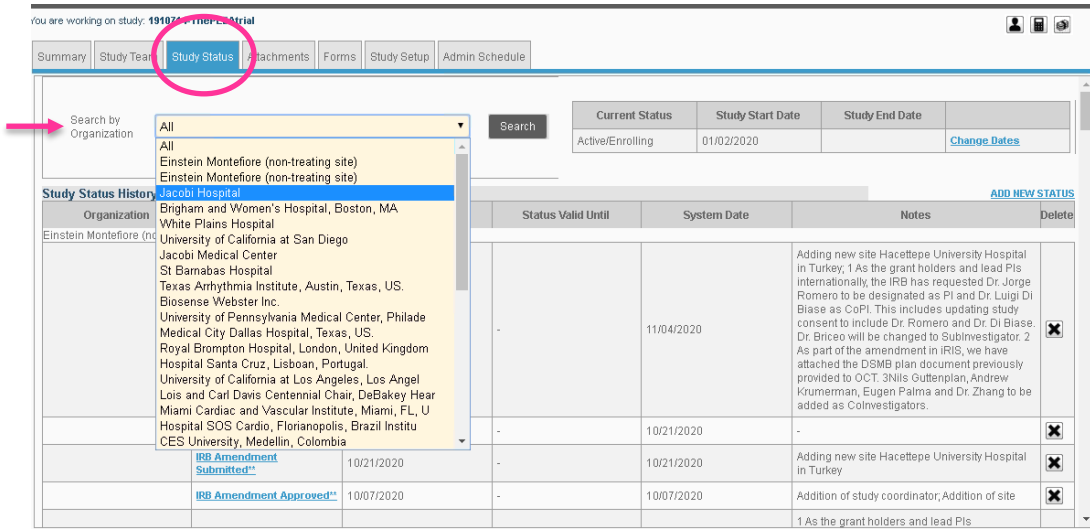 You are working on study: 1910714-ThePLEAtrial
Summary
Study Team
Study Status
Attachments
Forms
Study Setup
Admin Schedule
Search by
Organization
All
Search
Current Status
Study Start Date
Study End Date
Active/Enrolling
01/02/2020
Change Dates
All
Einstein Montefiore (non-treating site)
Einstein Montefiore (non-treating site)
Jacobi Hospital
Brigham and Women's Hospital, Boston, MA
White Plains Hospital
University of California at San Diego
Jacobi Medical Center
St Barnabas Hospital
Texas Arrhythmia Institute, Austin, Texas, US.
Biosense Webster Inc.
University of Pennsylvania Medical Center, Philade
Medical City Dallas Hospital, Texas, US.
Royal Brompton Hospital, London, United Kingdom
Hospital Santa Cruz, Lisboan, Portugal.
University of California at Los Angeles, Los Angel
Lois and Carl Davis Centennial Chair, DeBakey Hear
Miami Cardiac and Vascular Institute, Miami, FL, U
Hospital SOS Cardio, Florianopolis, Brazil Institu
CES University, Medellin, Colombia
Study Status History
ADD NEW STATUS
Organization
Status Valid Until
System Date
Notes
Delete
Einstein Montefiore (no
-
11/04/2020
Adding new site Hacettepe University Hospital
in Turkey; 1 As the grant holders and lead PIs
internationally, the IRB has requested Dr. Jorge
Romero to be designated as PI and Dr. Luigi Di
Biase as CoPI. This includes updating study
consent to include Dr. Romero and Dr. Di Biase.
Dr. Briceo will be changed to SubInvestigator. 2
As part of the amendment in iRIS, we have
attached the DSMB plan document previously
provided to OCT. 3Nils Guttenplan, Andrew
Krumerman, Eugen Palma and Dr. Zhang to be
added as CoInvestigators.
-
10/21/2020
-
IRB Amendment
Submitted**
10/21/2020
-
10/21/2020
Adding new site Hacettepe University Hospital
in Turkey
IRB Amendment Approved**
10/07/2020
-
10/07/2020
Addition of study coordinator; Addition of site
1 As the grant holders and lead PIs